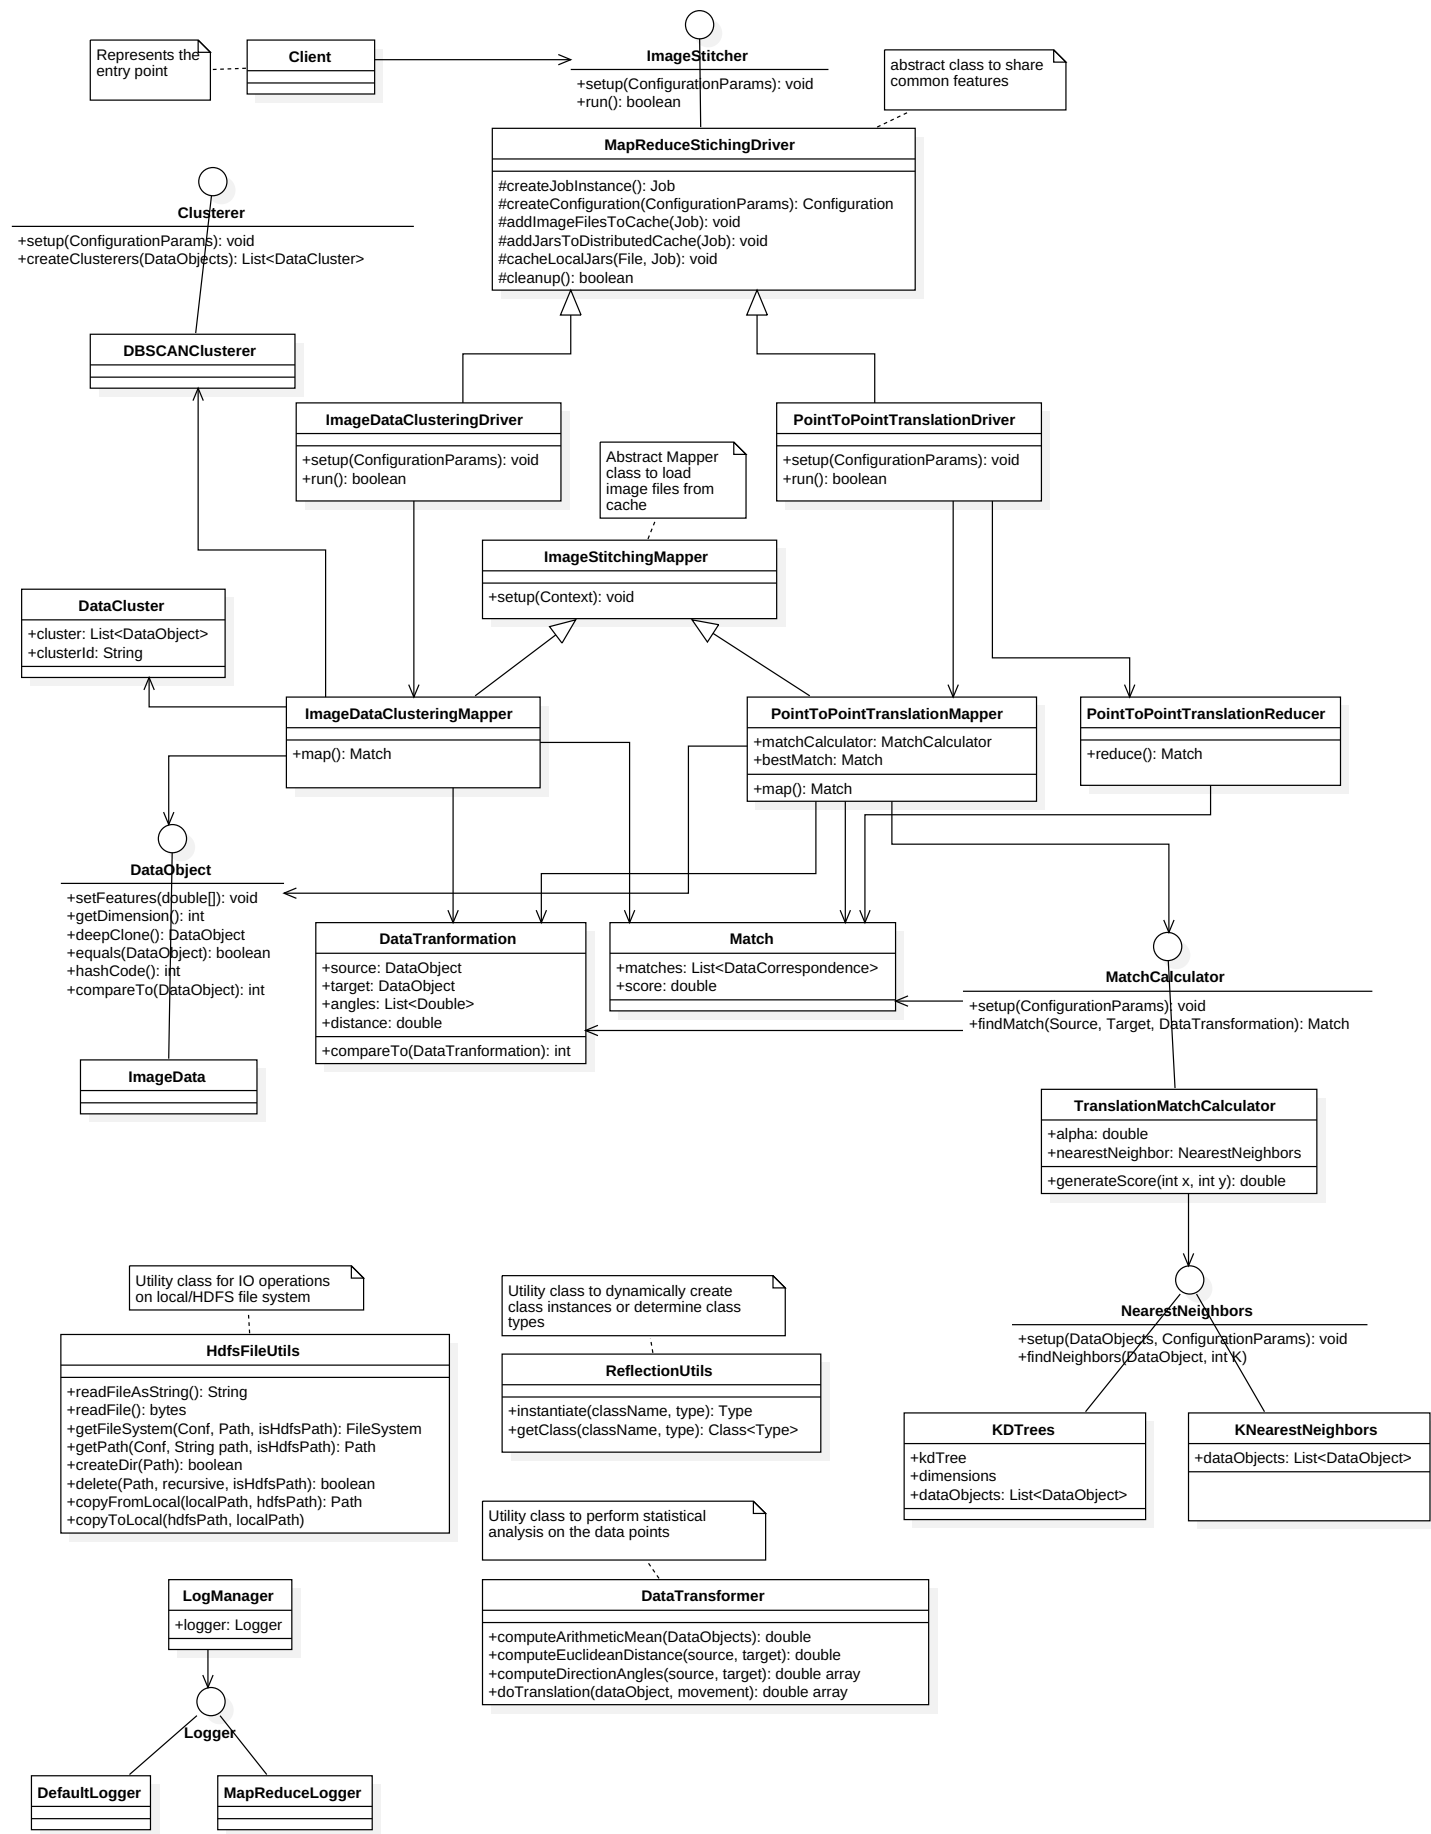 Represents the
entry point
Client
ImageStitcher
+setup(ConfigurationParams): void
+run(): boolean
abstract class to share
common features
MapReduceStichingDriver
#createJobInstance(): Job
#createConfiguration(ConfigurationParams): Configuration
#addImageFilesToCache(Job): void
#addJarsToDistributedCache(Job): void
#cacheLocalJars(File, Job): void
#cleanup(): boolean
Clusterer
+setup(ConfigurationParams): void
+createClusterers(DataObjects): List<DataCluster>
DBSCANClusterer
ImageDataClusteringDriver
+setup(ConfigurationParams): void
+run(): boolean
Abstract Mapper
class to load
image files from
cache
PointToPointTranslationDriver
+setup(ConfigurationParams): void
+run(): boolean
ImageStitchingMapper
+setup(Context): void
DataCluster
+cluster: List<DataObject>
+clusterId: String
ImageDataClusteringMapper
+map(): Match
PointToPointTranslationMapper
+matchCalculator: MatchCalculator
+bestMatch: Match
+map(): Match
PointToPointTranslationReducer
+reduce(): Match
DataObject
+setFeatures(double[]): void
+getDimension(): int
+deepClone(): DataObject
+equals(DataObject): boolean
+hashCode(): int
+compareTo(DataObject): int
DataTranformation
+source: DataObject
+target: DataObject
+angles: List<Double>
+distance: double
+compareTo(DataTranformation): int
Match
+matches: List<DataCorrespondence>
+score: double
MatchCalculator
+setup(ConfigurationParams): void
+findMatch(Source, Target, DataTransformation): Match
ImageData
TranslationMatchCalculator
+alpha: double
+nearestNeighbor: NearestNeighbors
+generateScore(int x, int y): double
Utility class for IO operations
on local/HDFS file system
HdfsFileUtils
+readFileAsString(): String
+readFile(): bytes
+getFileSystem(Conf, Path, isHdfsPath): FileSystem
+getPath(Conf, String path, isHdfsPath): Path
+createDir(Path): boolean
+delete(Path, recursive, isHdfsPath): boolean
+copyFromLocal(localPath, hdfsPath): Path
+copyToLocal(hdfsPath, localPath)
Utility class to dynamically create
class instances or determine class
types
ReflectionUtils
+instantiate(className, type): Type
+getClass(className, type): Class<Type>
NearestNeighbors
+setup(DataObjects, ConfigurationParams): void
+findNeighbors(DataObject, int K)
KDTrees
+kdTree
+dimensions
+dataObjects: List<DataObject>
KNearestNeighbors
+dataObjects: List<DataObject>
Utility class to perform statistical
analysis on the data points
DataTransformer
+computeArithmeticMean(DataObjects): double
+computeEuclideanDistance(source, target): double
+computeDirectionAngles(source, target): double array
+doTranslation(dataObject, movement): double array
LogManager
+logger: Logger
Logger
DefaultLogger
MapReduceLogger